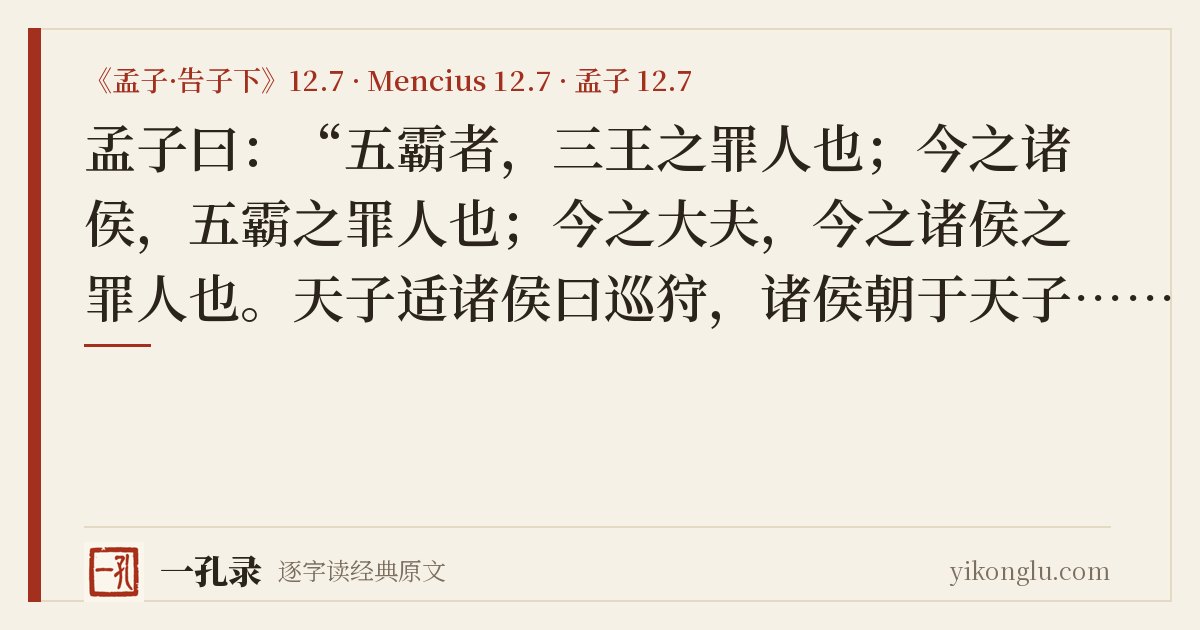 《孟子·告子下》12.7 · Mencius 12.7 · 孟子 12.7
孟子曰：“五霸者，三王之罪人也；今之诸
侯，五霸之罪人也；今之大夫，今之诸侯之
罪人也。天子适诸侯曰巡狩，诸侯朝于天子……
一孔
一孔录 逐字读经典原文
yikonglu.com